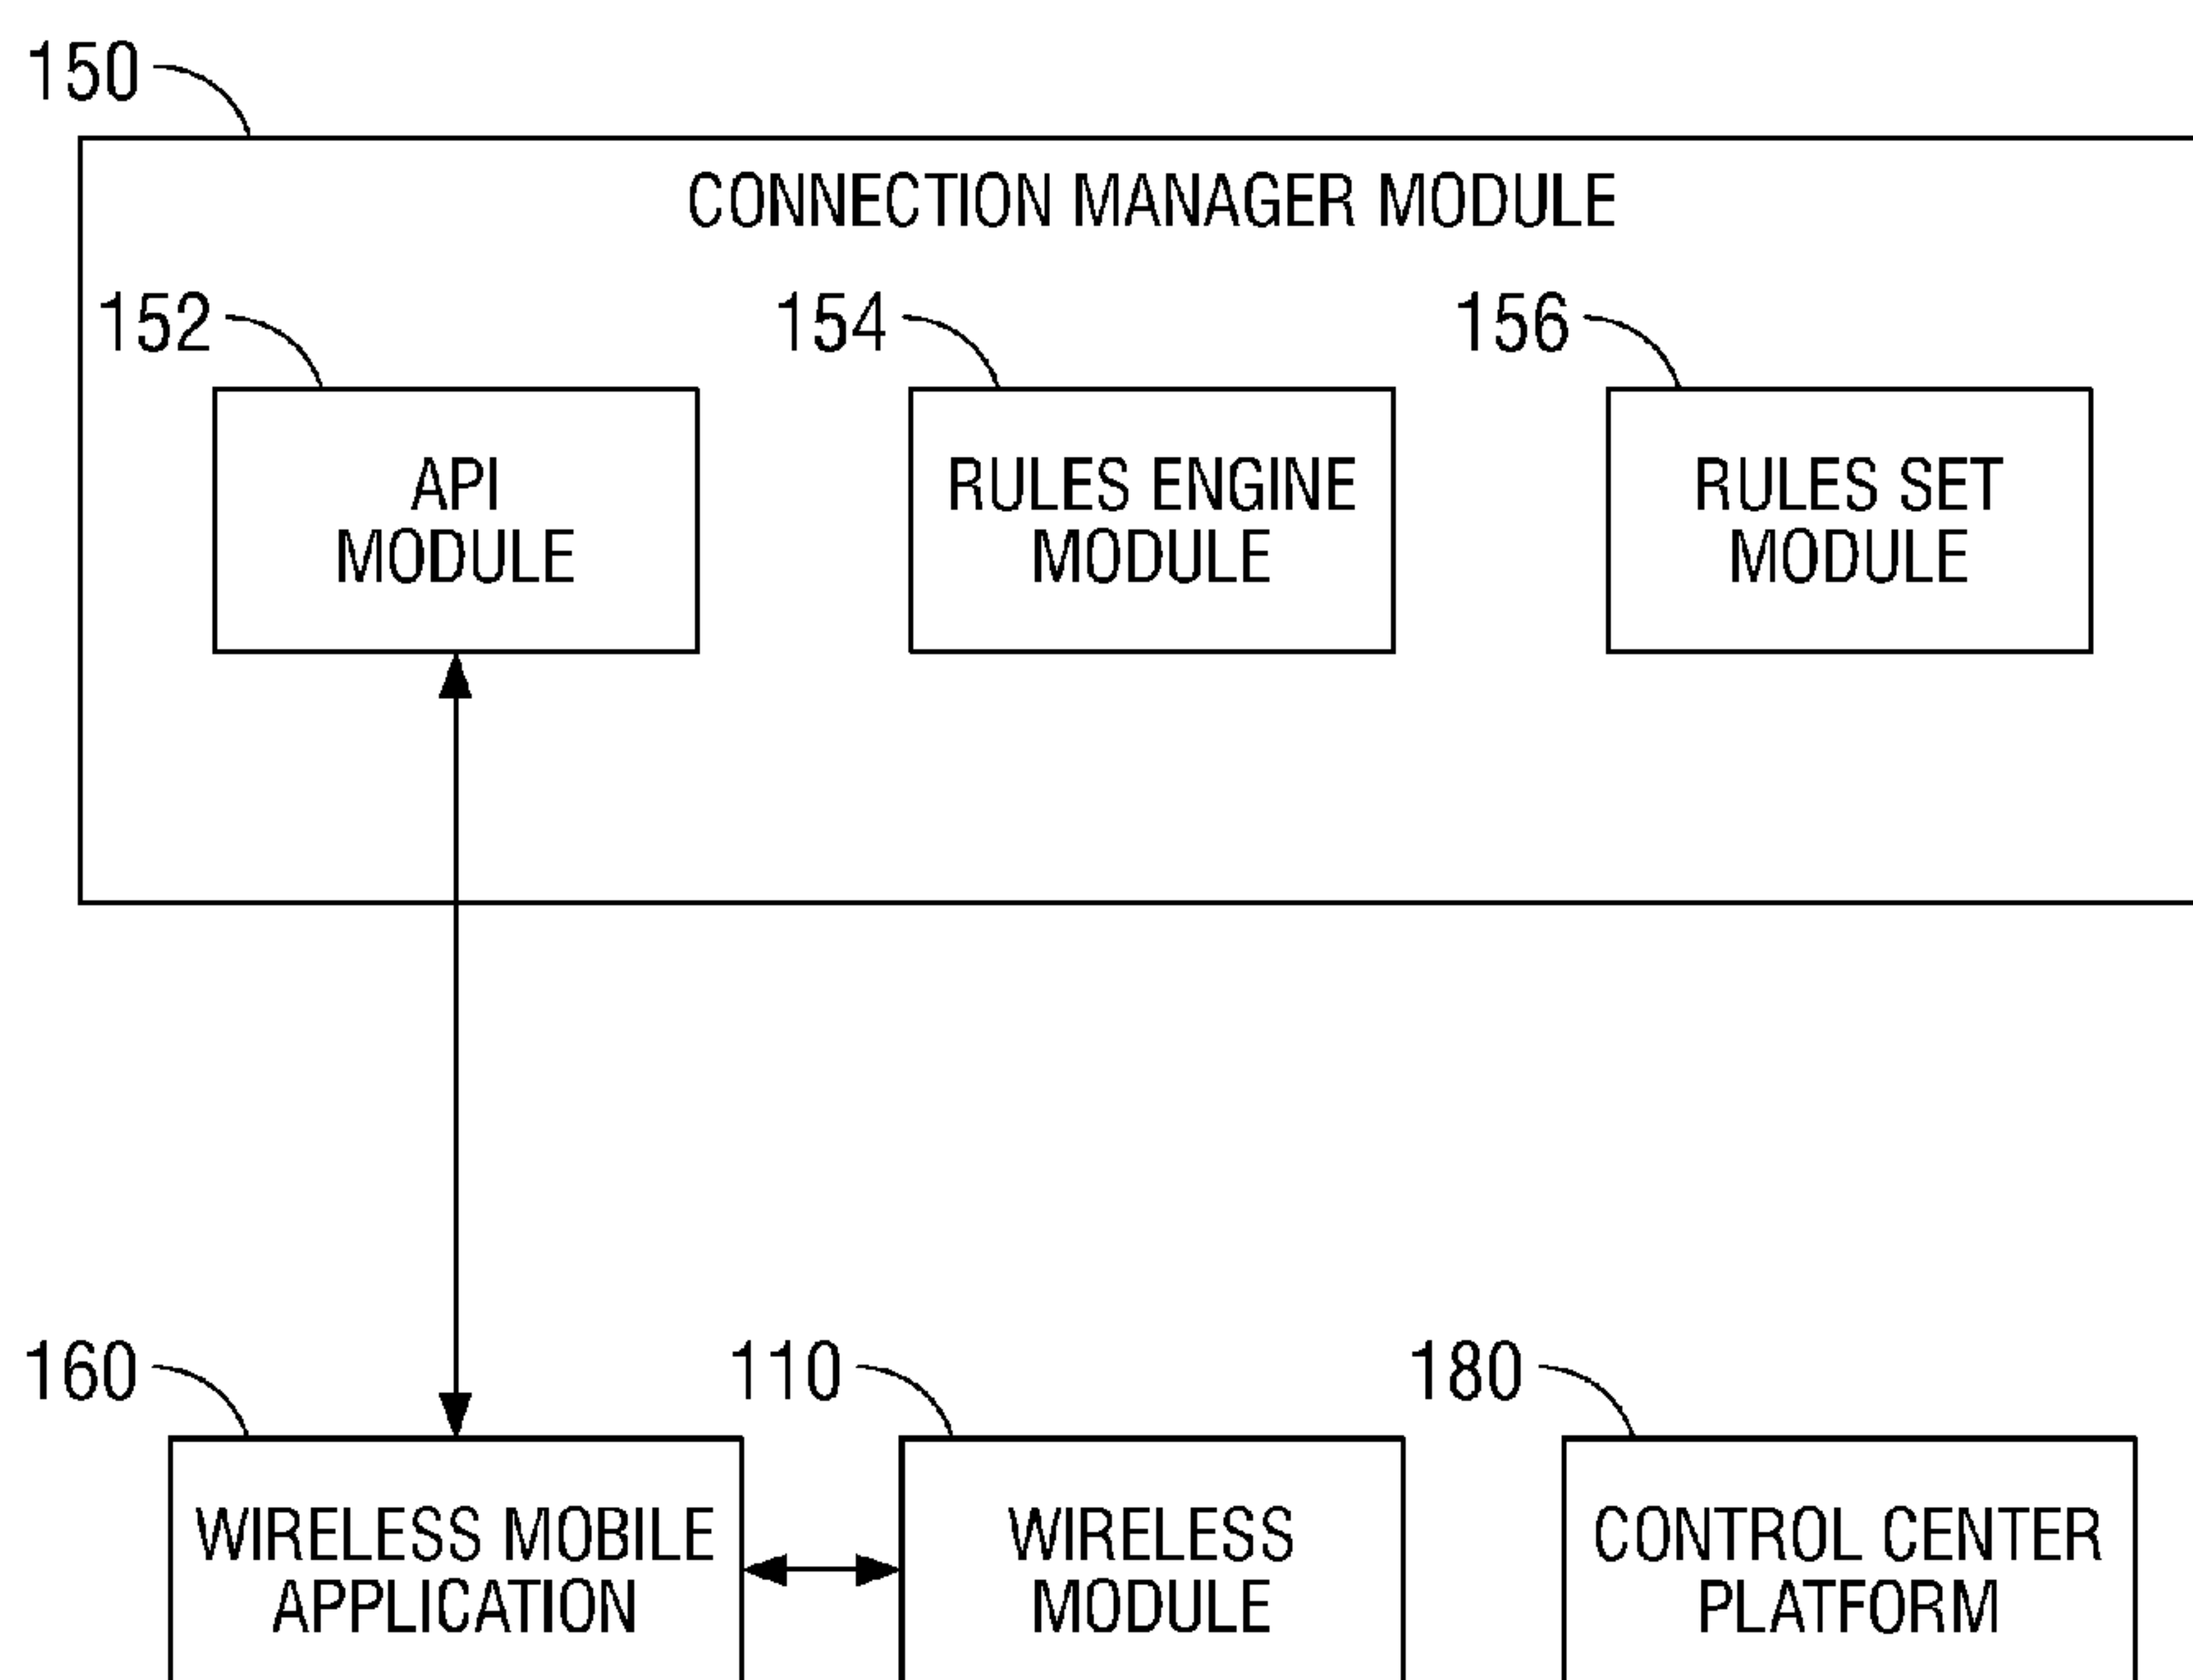 150
CONNECTION MANAGER MODULE
152
154
156
API
MODULE
RULES ENGINE
MODULE
RULES SET
MODULE
160
110
180
WIRELESS MOBILE
APPLICATION
WIRELESS
MODULE
CONTROL CENTER
PLATFORM